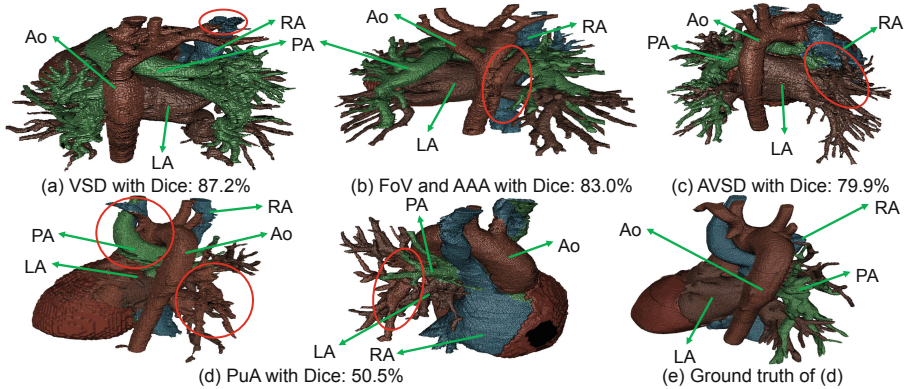 Ao
RA
PA
LA
(a) VSD with Dice: 87.2%
Ao
RA
LA
(b) FoV and AAA with Dice: 83.0%
Ao
RA
PA
LA
(c) AVSD with Dice: 79.9%
RA
PA
Ao
LA
PA
Ao
LA
RA
(d) PuA with Dice: 50.5%
RA
Ao
PA
LA
(e) Ground truth of (d)